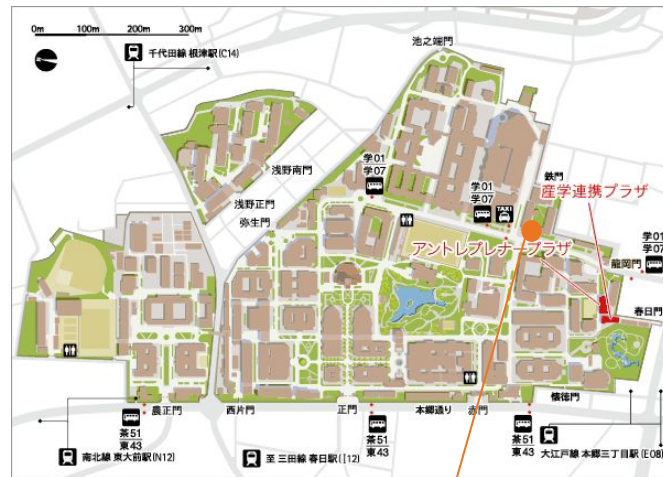 0m 100m 200m 300m
千代田線 根津駅(C14)
池之端門
学01
学07
浅野南門
浅野正門
弥生門
学01
学07
TAXI
鉄門
産学連携プラザ
アントレプレナープラザ
学01
学07
龍岡門
春日門
農正門
西片門
正門
本郷通り
赤門
懐徳門
茶51
東43
南北線 東大前駅(N12)
至 三田線 春日駅(I12)
茶51
東43
茶51
東43
大江戸線 本郷三丁目駅(E08)